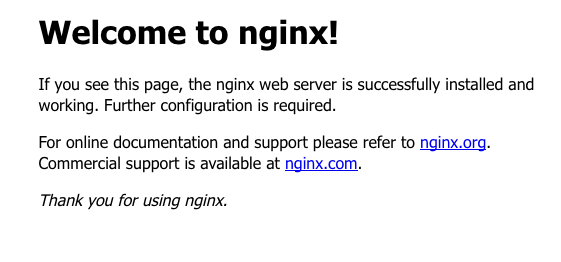 Welcome to nginx!
If you see this page, the nginx web server is successfully installed and
working. Further configuration is required.
For online documentation and support please refer to nginx.org.
Commercial support is available at nginx.com.
Thank you for using nginx.